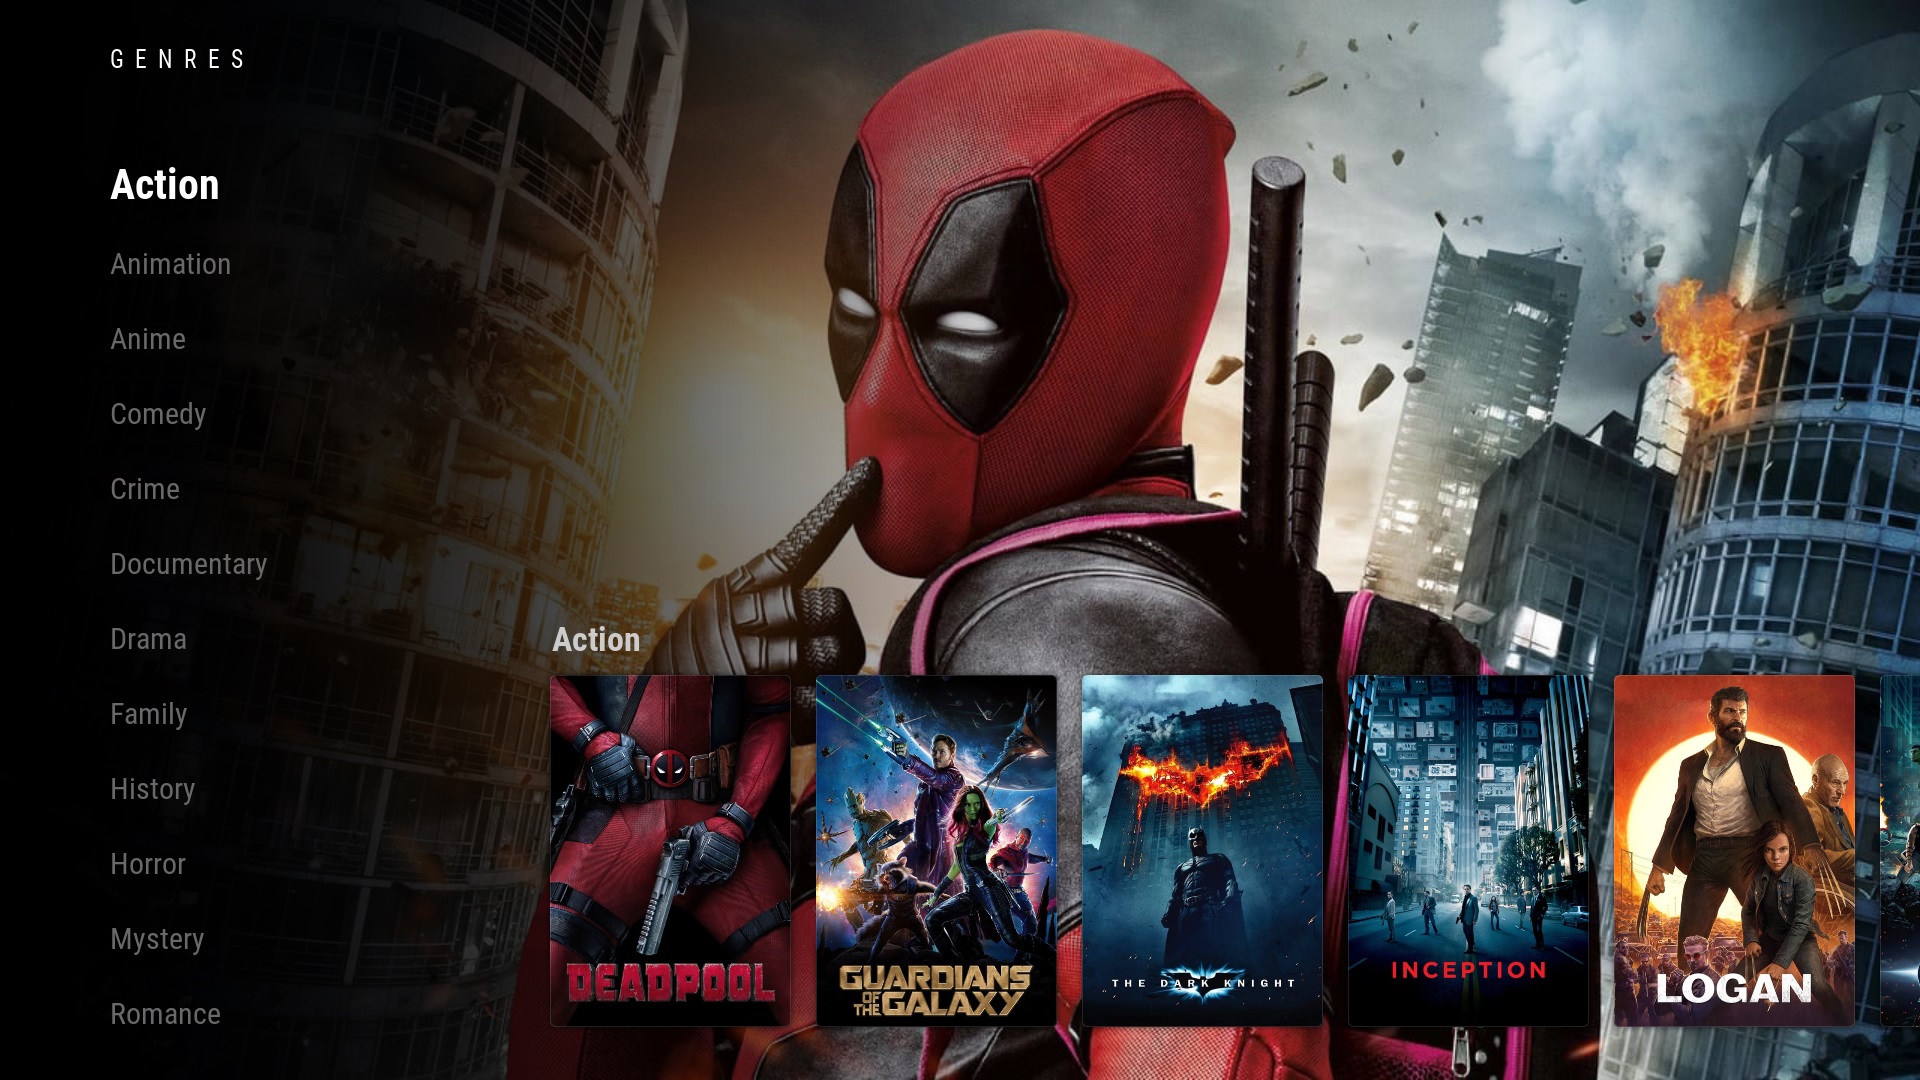 GENRES
Action
Animation
Anime
Comedy
Crime
Documentary
Drama
Family
History
Horror
Mystery
Romance
Action
DEADPOOL
GUARDIANS
OF THE GALAXY
THE DARK KNIGHT
INCEPTION
LOGAN